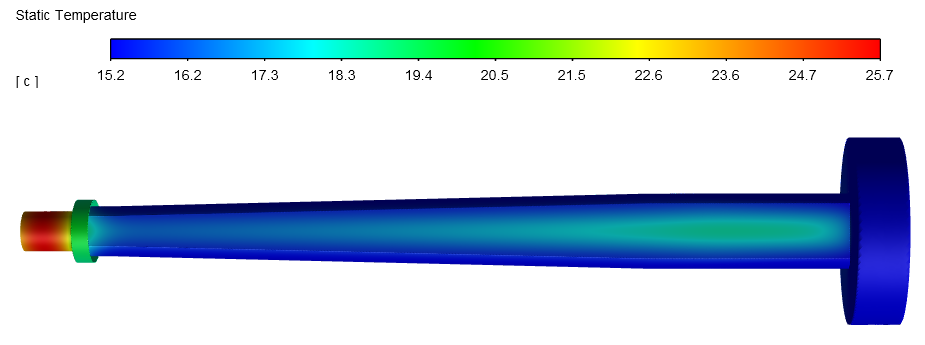 Static Temperature
15.2 16.2 17.3 18.3 19.4 20.5 21.5 22.6 23.6 24.7 25.7
[ c ]